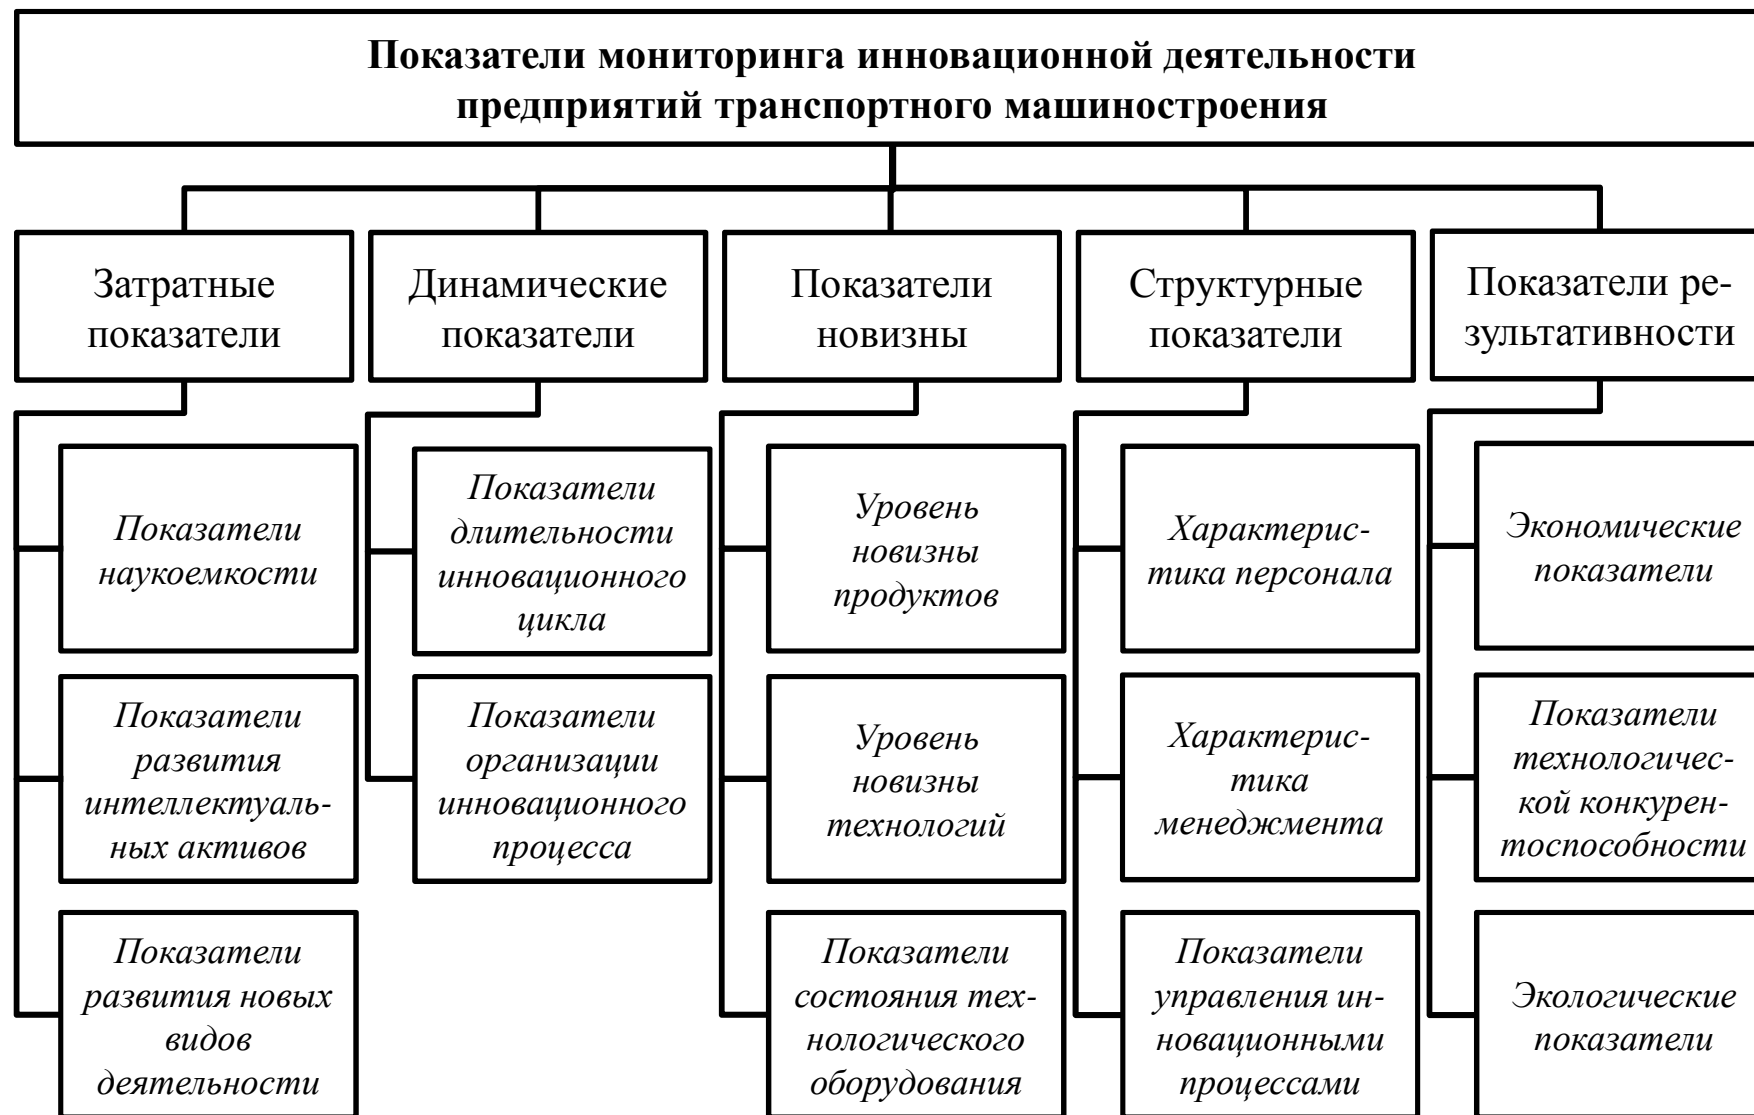 Показатели мониторинга инновационной деятельности
предприятий транспортного машиностроения
Затратные
показатели
Динамические
показатели
Показатели
новизны
Структурные
показатели
Показатели ре-
зультативности
Показатели
наукоемкости
Показатели
длительности
инновационного
цикла
Уровень
новизны
продуктов
Характерис-
тика персонала
Экономические
показатели
Показатели
развития
интеллектуаль-
ных активов
Показатели
организации
инновационного
процесса
Уровень
новизны
технологий
Характерис-
тика
менеджмента
Показатели
технологичес-
кой конкурен-
тоспособности
Показатели
развития новых
видов
деятельности
Показатели
состояния тех-
нологического
оборудования
Показатели
управления ин-
новационными
процессами
Экологические
показатели